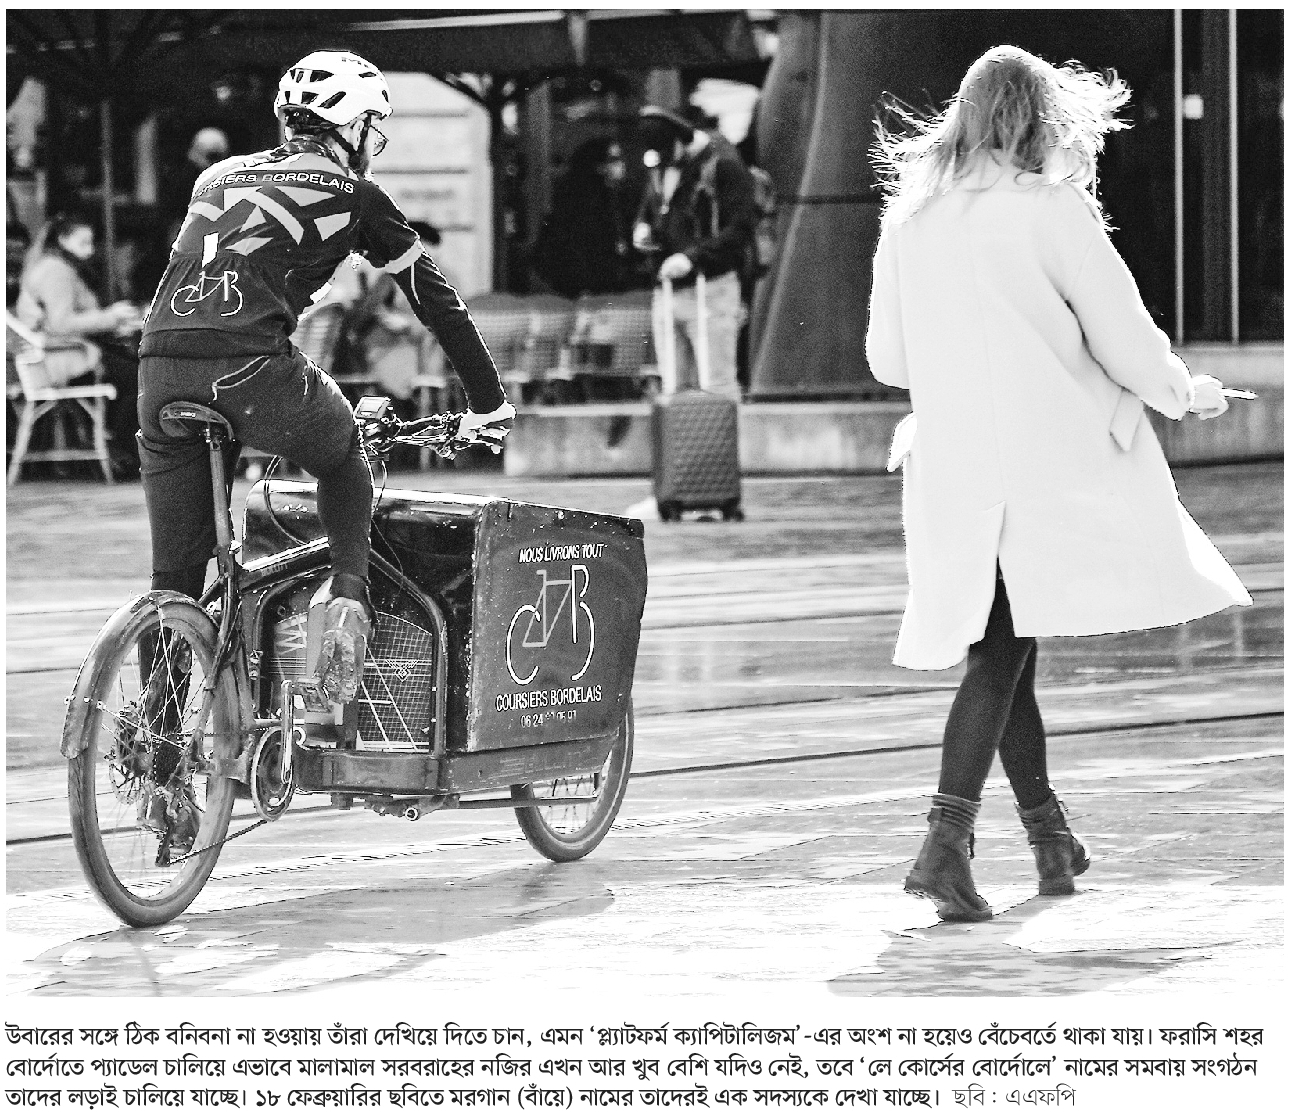 COURSIERS BORDELAIS
NOUS LIVRONS TOUT
COURSIERS BORDELAIS
06 24
উবারের সঙ্গে ঠিক বনিবনা না হওয়ায় তাঁরা দেখিয়ে দিতে চান, এমন ‘প্ল্যাটফর্ম ক্যাপিটালিজম’-এর অংশ না হয়েও বেঁচেবর্তে থাকা যায়। ফরাসি শহর
বোর্দোতে প্যাডেল চালিয়ে এভাবে মালামাল সরবরাহের নজির এখন আর খুব বেশি যদিও নেই, তবে ‘লে কোর্সের বোর্দোলে’ নামের সমবায় সংগঠন
তাদের লড়াই চালিয়ে যাচ্ছে। ১৮ ফেব্রুয়ারির ছবিতে মরগান (বাঁয়ে) নামের তাদেরই এক সদস্যকে দেখা যাচ্ছে। ছবি : এএফপি